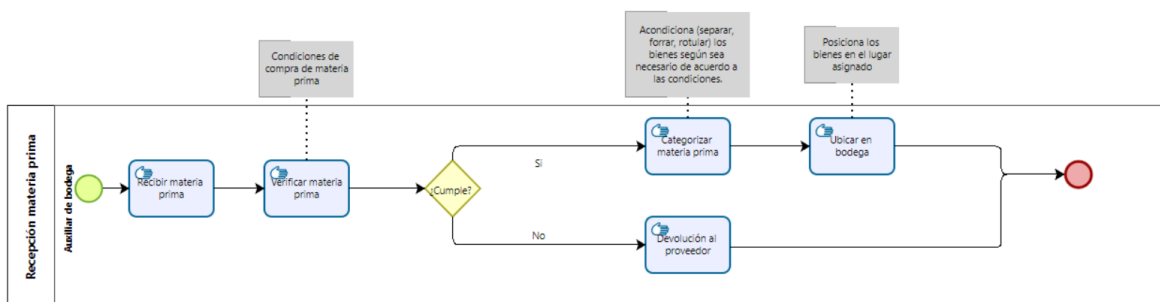 Condiciones de
compra de materia
prima
Acondiciona (separar,
forrar, rotular) los
bienes según sea
necesario de acuerdo a
las condiciones.
Posiciona los
bienes en el lugar
asignado
Recepción materia prima
Auxiliar de bodega
Recibir materia
prima
Verificar materia
prima
¿Cumple?
Si
No
Categorizar
materia prima
Ubicar en
bodega
Devolución al
proveedor